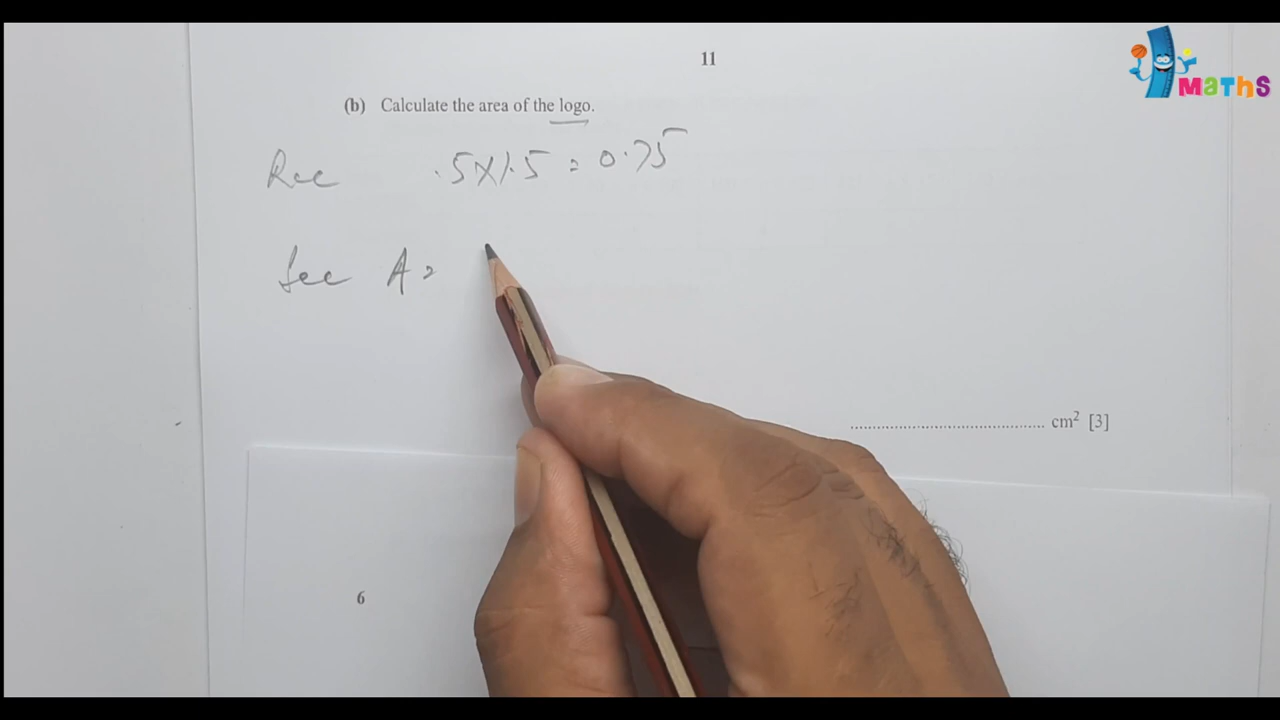 11
MaTHS
(b) Calculate the area of the logo.
Rec .5×1.5 = 0.75
Sec A =
........................................ cm² [3]
6